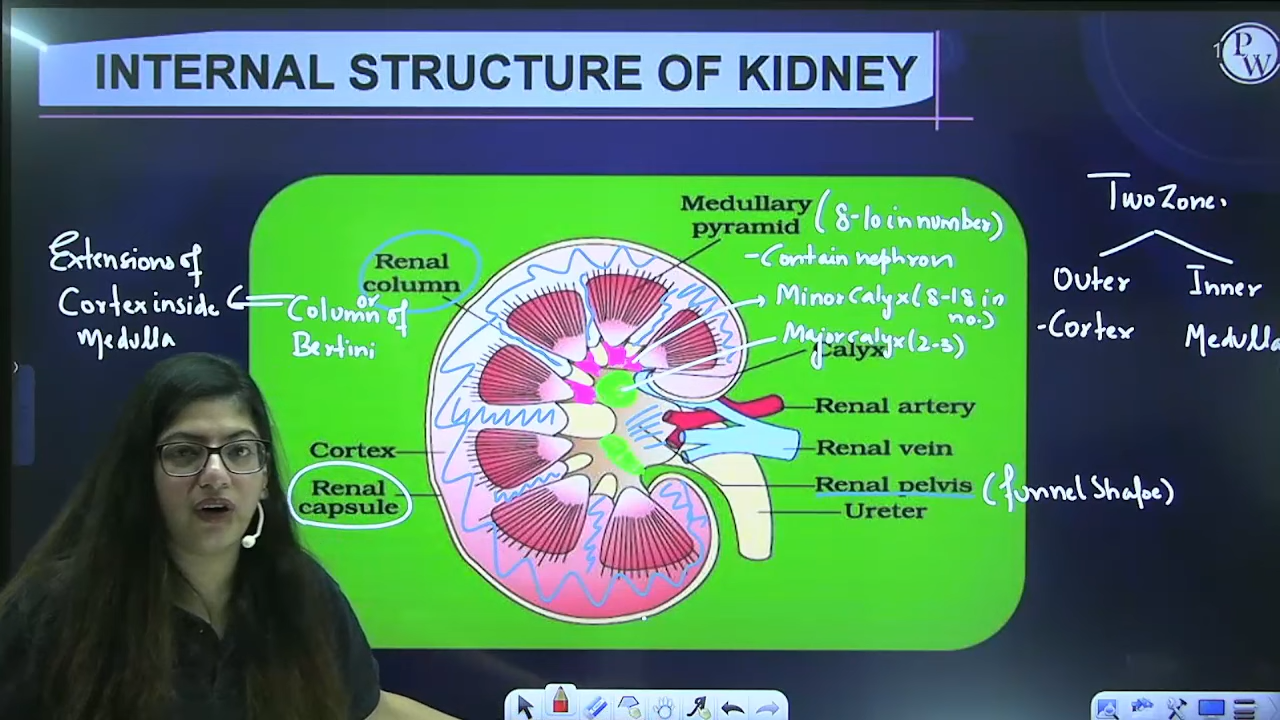 INTERNAL STRUCTURE OF KIDNEY
PW
Two Zone.
Outer
-Cortex
Inner
Medulla
Medullary
pyramid
(8-10 in number)
-Contain nephron
Minor Calyx (8-18 in
no.)
Major Calyx (2-3)
Calyx
Renal artery
Renal vein
Renal pelvis (funnel shape)
Ureter
Renal
column
or
Column of
Bertini
Extensions of
Cortex inside
Medulla
Cortex
Renal
capsule